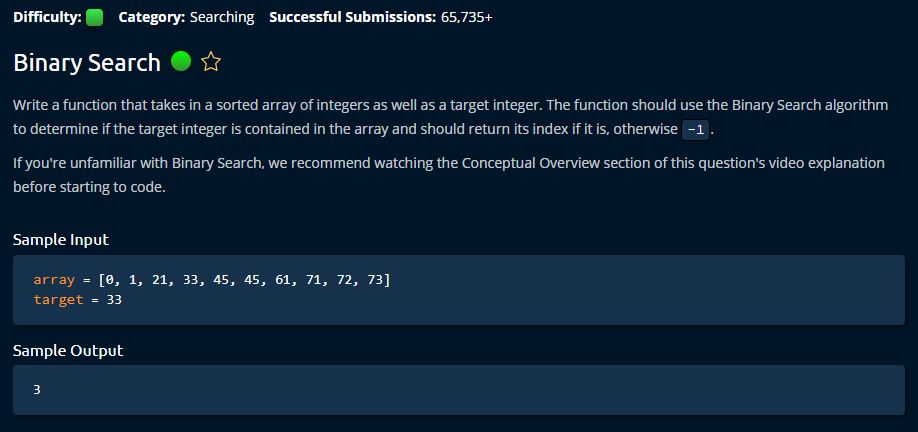 Difficulty: Category: Searching Successful Submissions: 65,735+
Binary Search
Write a function that takes in a sorted array of integers as well as a target integer. The function should use the Binary Search algorithm
to determine if the target integer is contained in the array and should return its index if it is, otherwise -1 .
If you're unfamiliar with Binary Search, we recommend watching the Conceptual Overview section of this question's video explanation
before starting to code.
Sample Input
array = [0, 1, 21, 33, 45, 45, 61, 71, 72, 73]
target = 33
Sample Output
3